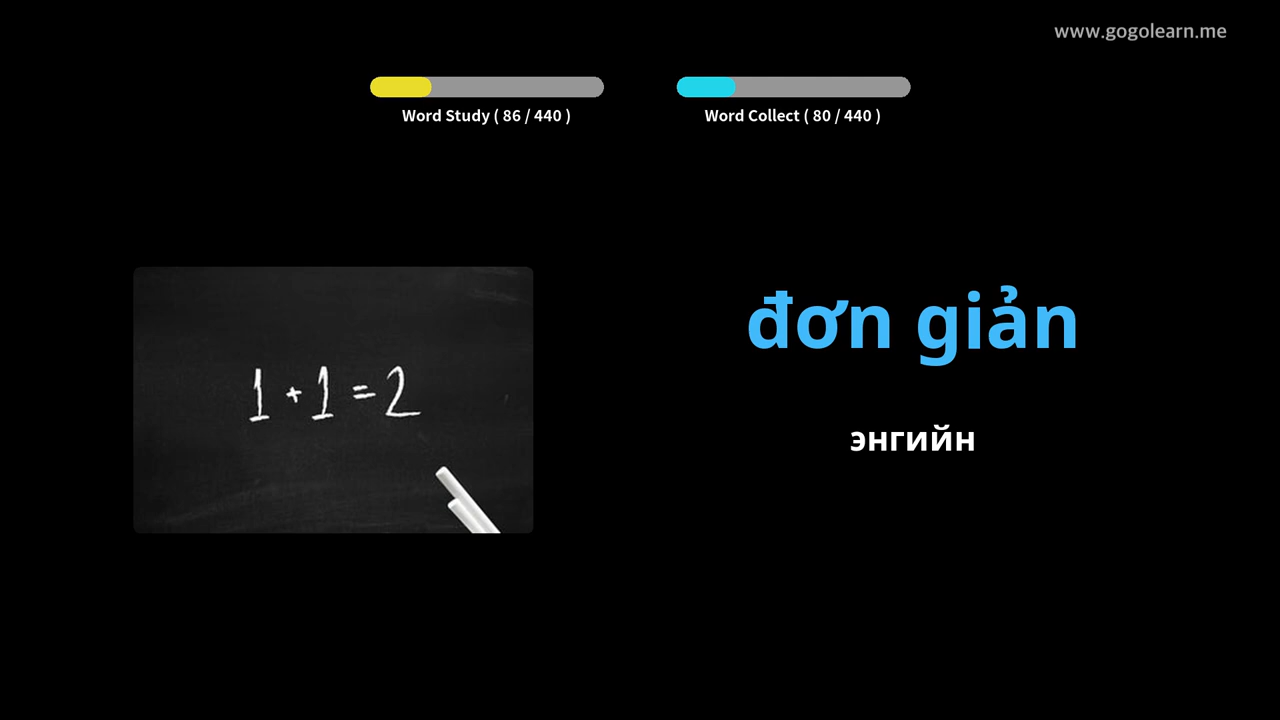 www.gogolearn.me
Word Study ( 86 / 440 )
Word Collect ( 80 / 440 )
1 + 1 = 2
đơn giản
энгийн